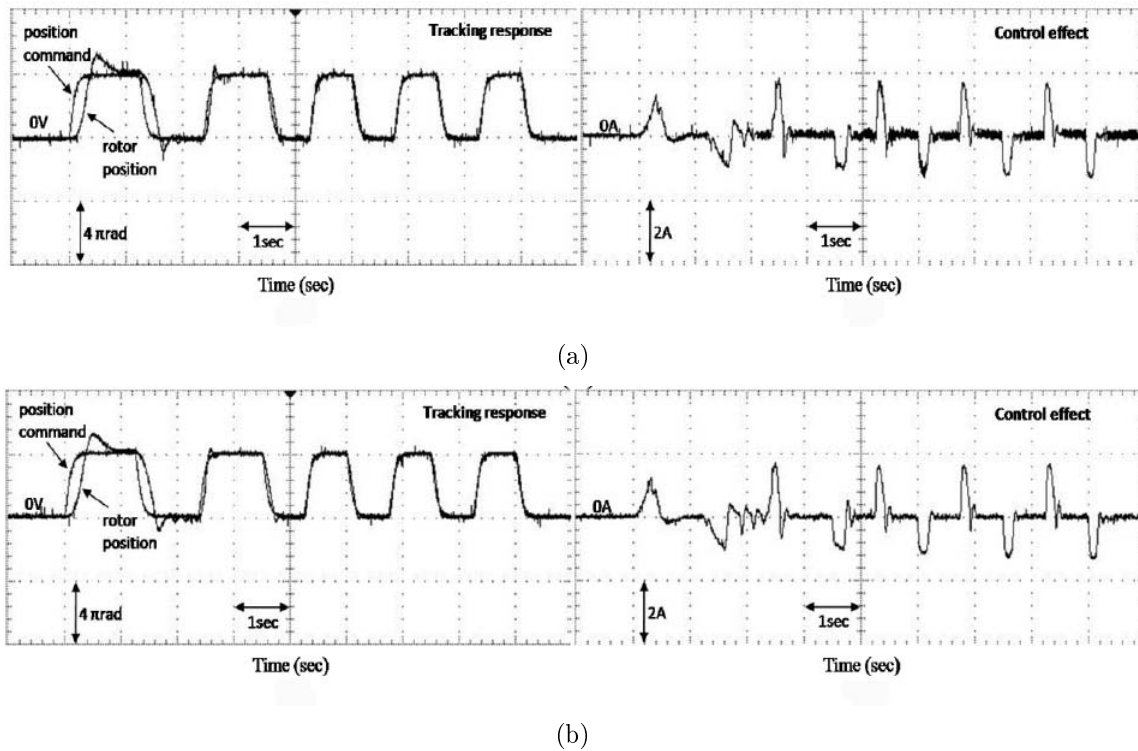 position
command
Tracking response
0V
rotor
position
4 πrad
1sec
Time (sec)
Control effect
0A
2A
1sec
Time (sec)
(a)
position
command
Tracking response
0V
rotor
position
4 πrad
1sec
Time (sec)
Control effect
0A
2A
1sec
Time (sec)
(b)